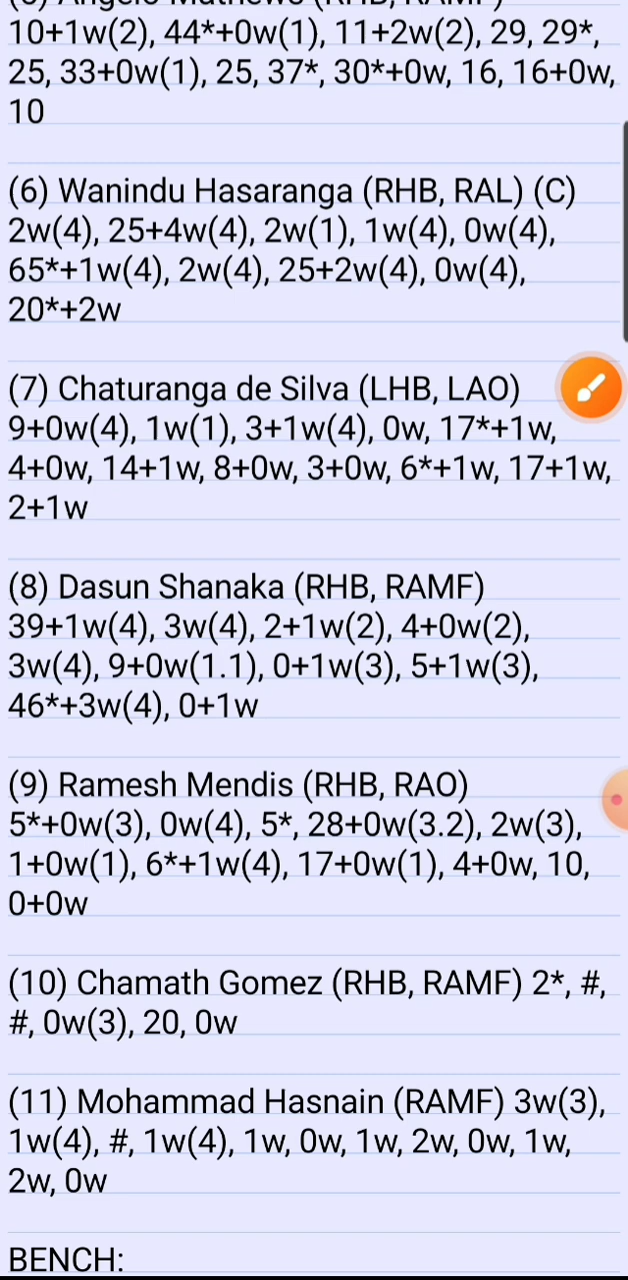 (5) Angelo Mathews (RHB, RAMF)
10+1w(2), 44*+0w(1), 11+2w(2), 29, 29*,
25, 33+0w(1), 25, 37*, 30*+0w, 16, 16+0w,
10
(6) Wanindu Hasaranga (RHB, RAL) (C)
2w(4), 25+4w(4), 2w(1), 1w(4), 0w(4),
65*+1w(4), 2w(4), 25+2w(4), 0w(4),
20*+2w
(7) Chaturanga de Silva (LHB, LAO)
9+0w(4), 1w(1), 3+1w(4), 0w, 17*+1w,
4+0w, 14+1w, 8+0w, 3+0w, 6*+1w, 17+1w,
2+1w
(8) Dasun Shanaka (RHB, RAMF)
39+1w(4), 3w(4), 2+1w(2), 4+0w(2),
3w(4), 9+0w(1.1), 0+1w(3), 5+1w(3),
46*+3w(4), 0+1w
(9) Ramesh Mendis (RHB, RAO)
5*+0w(3), 0w(4), 5*, 28+0w(3.2), 2w(3),
1+0w(1), 6*+1w(4), 17+0w(1), 4+0w, 10,
0+0w
(10) Chamath Gomez (RHB, RAMF) 2*, #,
#, 0w(3), 20, 0w
(11) Mohammad Hasnain (RAMF) 3w(3),
1w(4), #, 1w(4), 1w, 0w, 1w, 2w, 0w, 1w,
2w, 0w
BENCH: